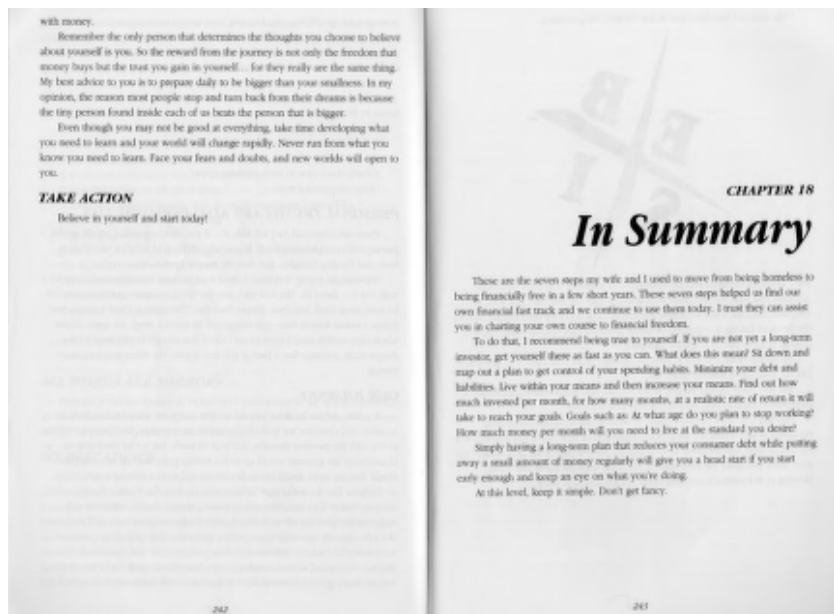 with money.
Remember the only person that determines the thoughts you choose to believe
about yourself is you. So the reward from the journey is not only the freedom that
money buys but the trust you gain in yourself... for they really are the same thing.
My best advice to you is to prepare daily to be bigger than your smallness. In my
opinion, the reason most people stop and turn back from their dreams is because
the tiny person found inside each of us beats the person that is bigger.
Even though you may not be good at everything, take time developing what
you need to learn and your world will change rapidly. Never run from what you
know you need to learn. Face your fears and doubts, and new worlds will open to
you.
TAKE ACTION
Believe in yourself and start today!
242
CHAPTER 18
In Summary
These are the seven steps my wife and I used to move from being homeless to
being financially free in a few short years. These seven steps helped us find our
own financial fast track and we continue to use them today. I trust they can assist
you in charting your own course to financial freedom.
To do that, I recommend being true to yourself. If you are not yet a long-term
investor, get yourself there as fast as you can. What does this mean? Sit down and
map out a plan to get control of your spending habits. Minimize your debt and
liabilities. Live within your means and then increase your means. Find out how
much invested per month, for how many months, at a realistic rate of return it will
take to reach your goals. Goals such as: At what age do you plan to stop working?
How much money per month will you need to live at the standard you desire?
Simply having a long-term plan that reduces your consumer debt while putting
away a small amount of money regularly will give you a head start if you start
early enough and keep an eye on what you're doing.
At this level, keep it simple. Don't get fancy.
243